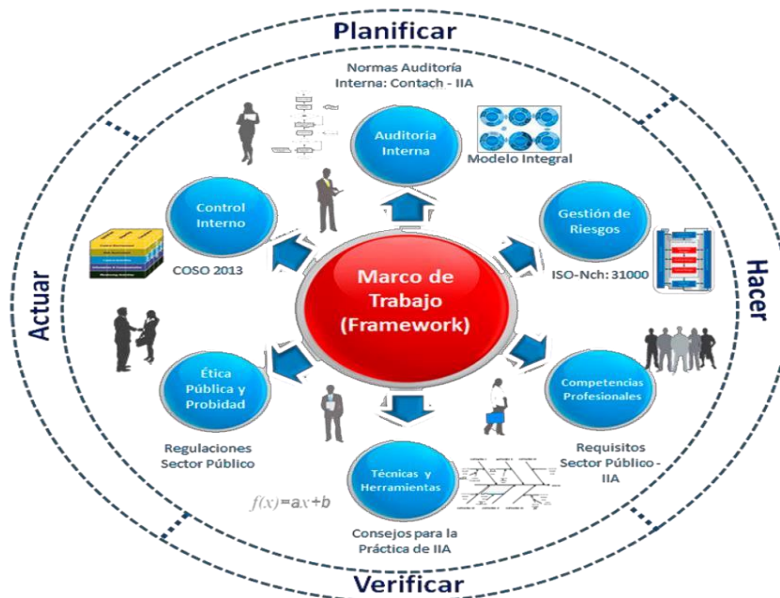 Planificar
Normas Auditoría
Interna: Contach - IIA
Auditoria
Interna
Modelo Integral
Control
Interno
COSO 2013
Gestión de
Riesgos
ISO-Nch: 31000
Marco de
Trabajo
(Framework)
Actuar
Hacer
Ética
Pública y
Probidad
Regulaciones
Sector Público
Competencias
Profesionales
Requisitos
Sector Público -
IIA
Técnicas y
Herramientas
f(x)=ax+b
Consejos para la
Práctica de IIA
Verificar